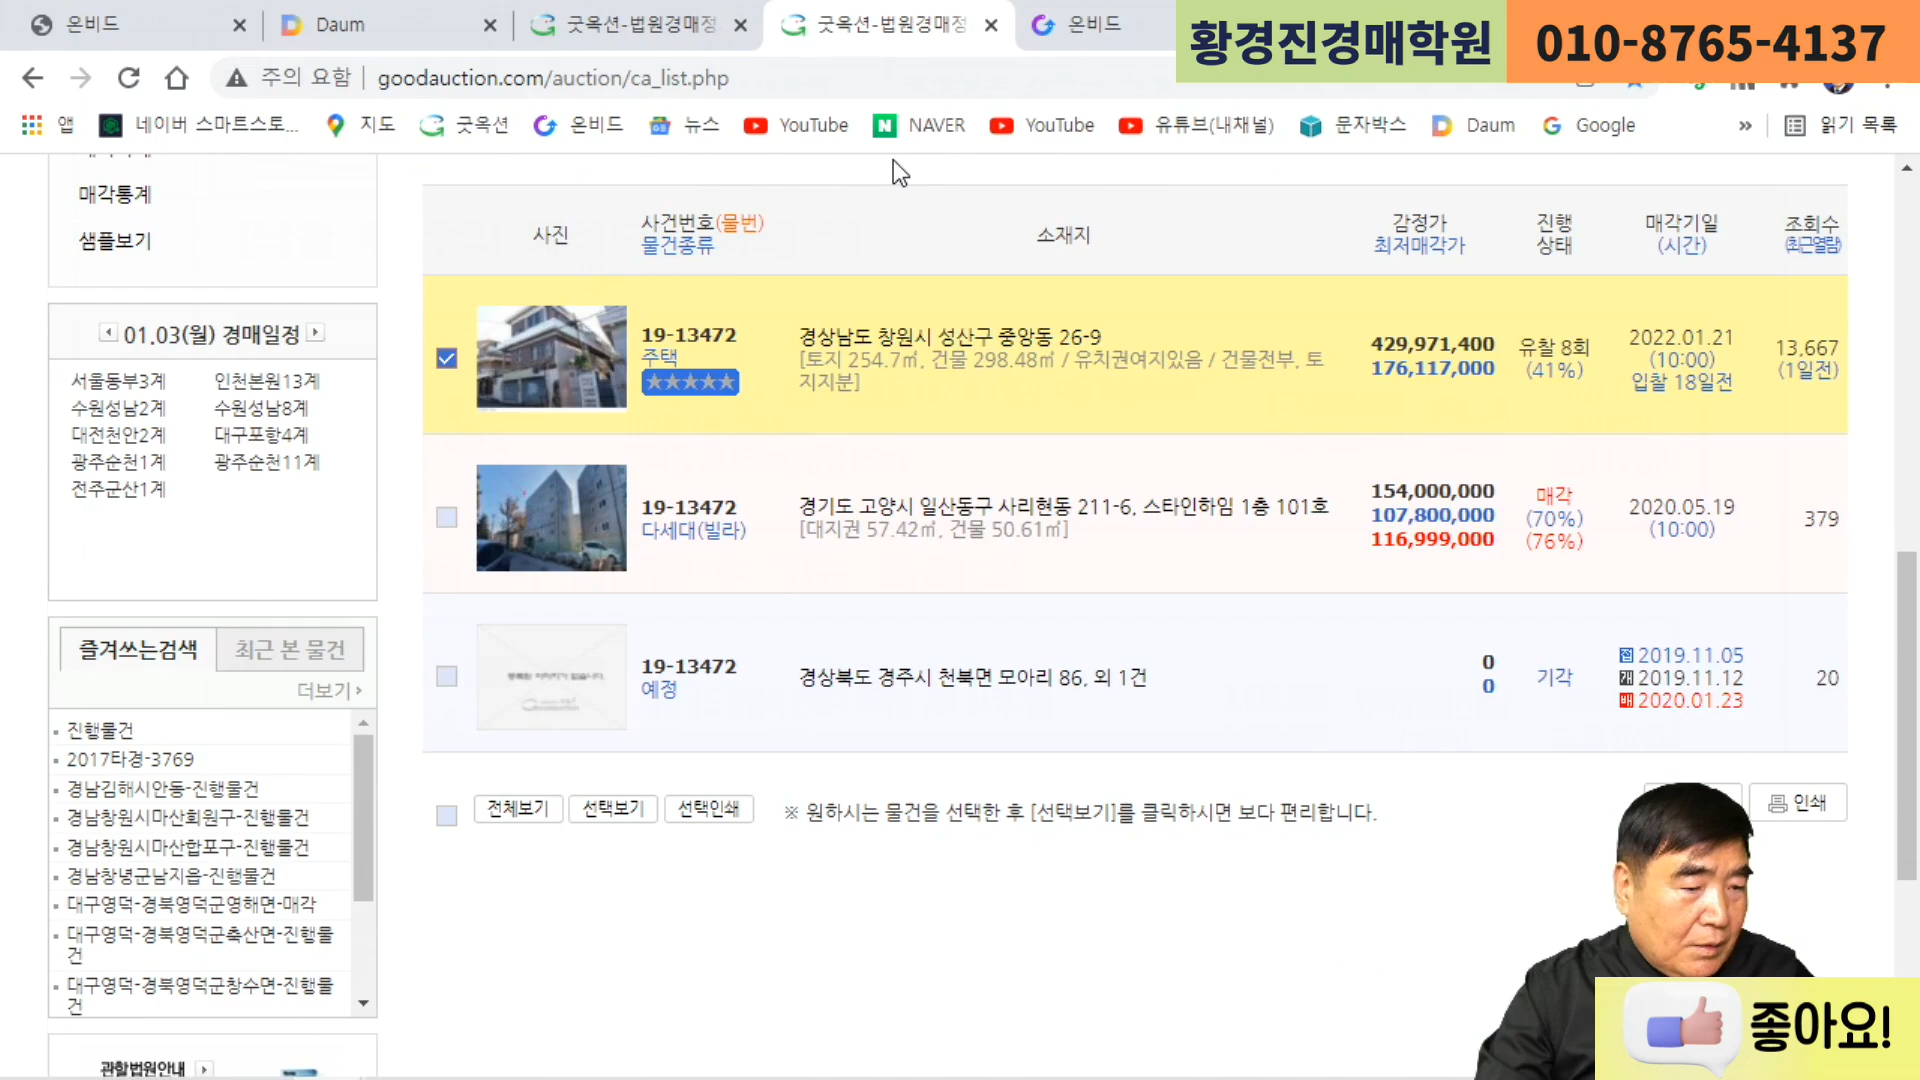 온비드
Daum
굿옥션-법원경매정
굿옥션-법원경매정
온비드
황경진경매학원
010-8765-4137
주의 요함
goodauction.com/auction/ca_list.php
앱
네이버 스마트스토...
지도
굿옥션
온비드
뉴스
YouTube
NAVER
YouTube
유튜브(내채널)
문자박스
Daum
Google
»
읽기 목록
매각통계
샘플보기
01.03(월) 경매일정
서울동부3계 인천본원13계
수원성남2계 수원성남8계
대전천안2계 대구포항4계
광주순천1계 광주순천11계
전주군산1계
즐겨쓰는검색
최근 본 물건
더보기
진행물건
2017타경-3769
경남김해시안동-진행물건
경남창원시마산회원구-진행물건
경남창원시마산합포구-진행물건
경남창녕군남지읍-진행물건
대구영덕-경북영덕군영해면-매각
대구영덕-경북영덕군축산면-진행물
건
대구영덕-경북영덕군창수면-진행물
건
관할법원안내
사진
사건번호(물번)
물건종류
소재지
감정가
최저매각가
진행
상태
매각기일
(시간)
조회수
(최근열람)
19-13472
주택
★★★★★
경상남도 창원시 성산구 중앙동 26-9
[토지 254.7㎡, 건물 298.48㎡ / 유치권여지있음 / 건물전부, 토
지지분]
429,971,400
176,117,000
유찰 8회
(41%)
2022.01.21
(10:00)
입찰 18일전
13,667
(1일전)
19-13472
다세대(빌라)
경기도 고양시 일산동구 사리현동 211-6, 스타인하임 1층 101호
[대지권 57.42㎡, 건물 50.61㎡]
154,000,000
107,800,000
116,999,000
매각
(70%)
(76%)
2020.05.19
(10:00)
379
19-13472
예정
경상북도 경주시 천북면 모아리 86, 외 1건
0
0
기각
2019.11.05
2019.11.12
배 2020.01.23
20
전체보기
선택보기
선택인쇄
※ 원하시는 물건을 선택한 후 [선택보기]를 클릭하시면 보다 편리합니다.
인쇄
좋아요!